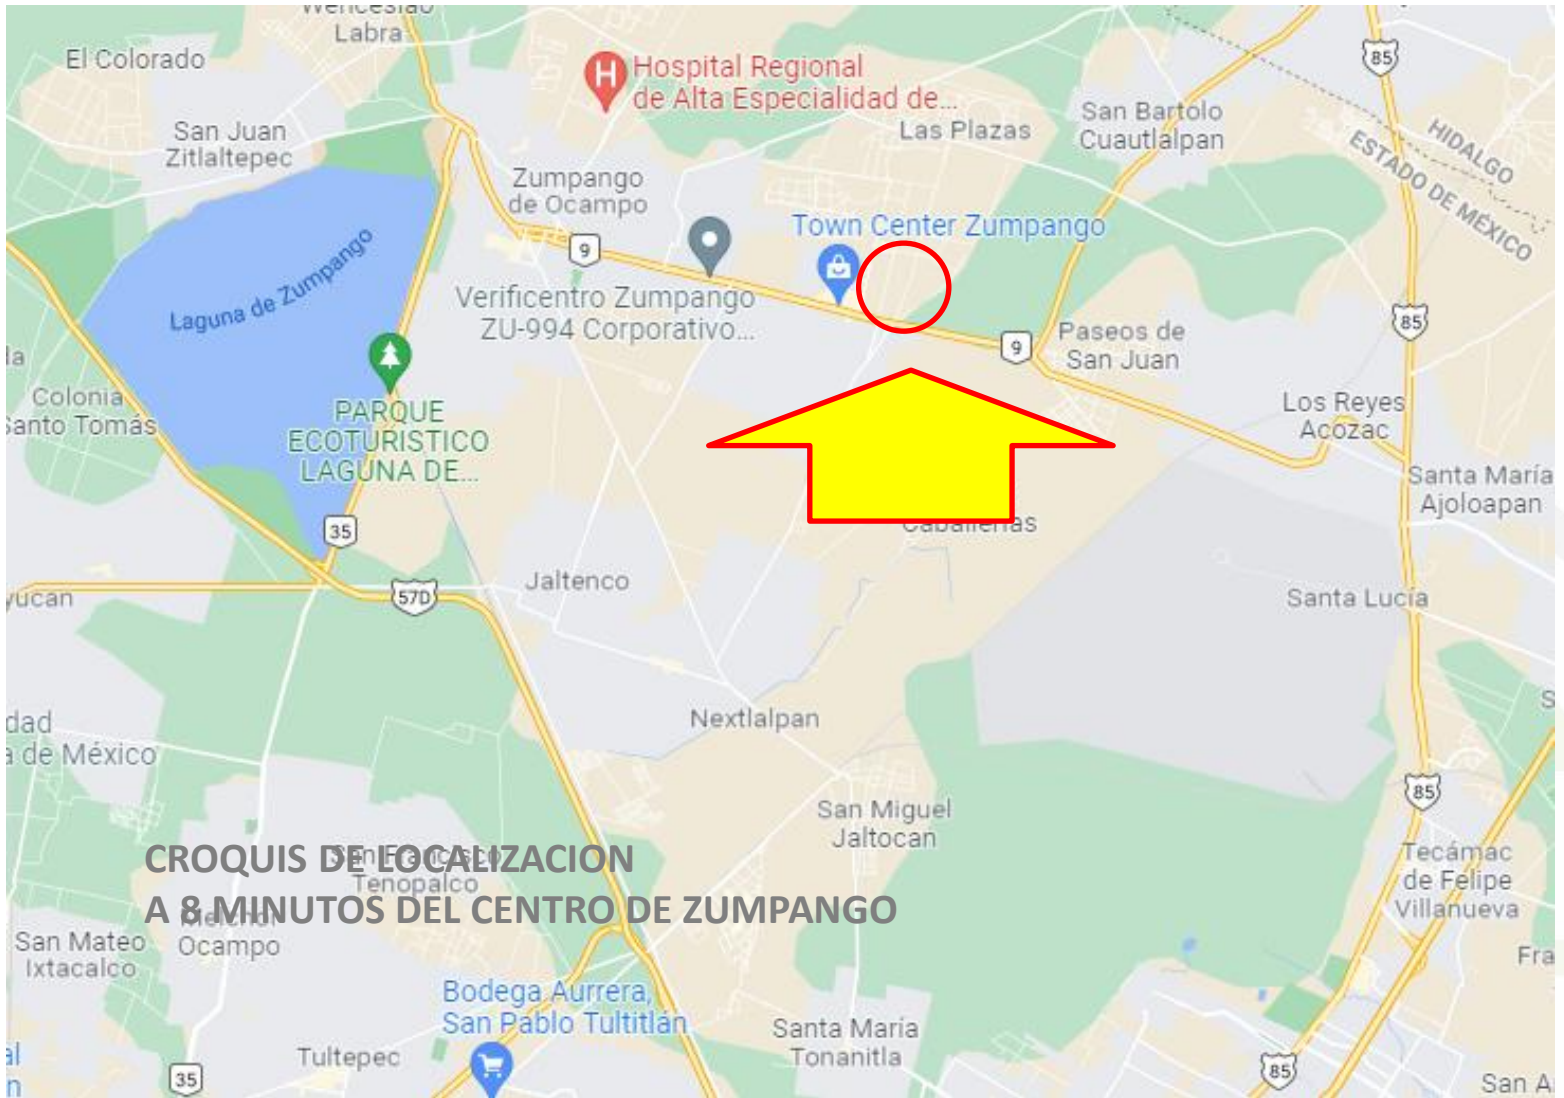 Wenceslao
Labra
El Colorado
Hospital Regional
de Alta Especialidad de...
San Juan
Zitlaltepec
Las Plazas
San Bartolo
Cuautlalpan
85
HIDALGO
ESTADO DE MÉXICO
Zumpango
de Ocampo
9
Town Center Zumpango
Laguna de Zumpango
Verificentro Zumpango
ZU-994 Corporativo...
9
Paseos de
San Juan
85
Colonia
Santo Tomás
PARQUE
ECOTURISTICO
LAGUNA DE...
Los Reyes
Acozac
Santa María
Ajoloapan
35
Caballerías
57D
Jaltenco
Santa Lucía
yucan
Nextlalpan
dad
a de México
San Miguel
Jaltocan
85
CROQUIS DE LOCALIZACION
A 8 MINUTOS DEL CENTRO DE ZUMPANGO
San Francisco
Tenopalco
Melchor
Ocampo
San Mateo
Ixtacalco
Tecámac
de Felipe
Villanueva
Fra
Bodega Aurrera,
San Pablo Tultitlán
Santa María
Tonanitla
Tultepec
35
85
San A